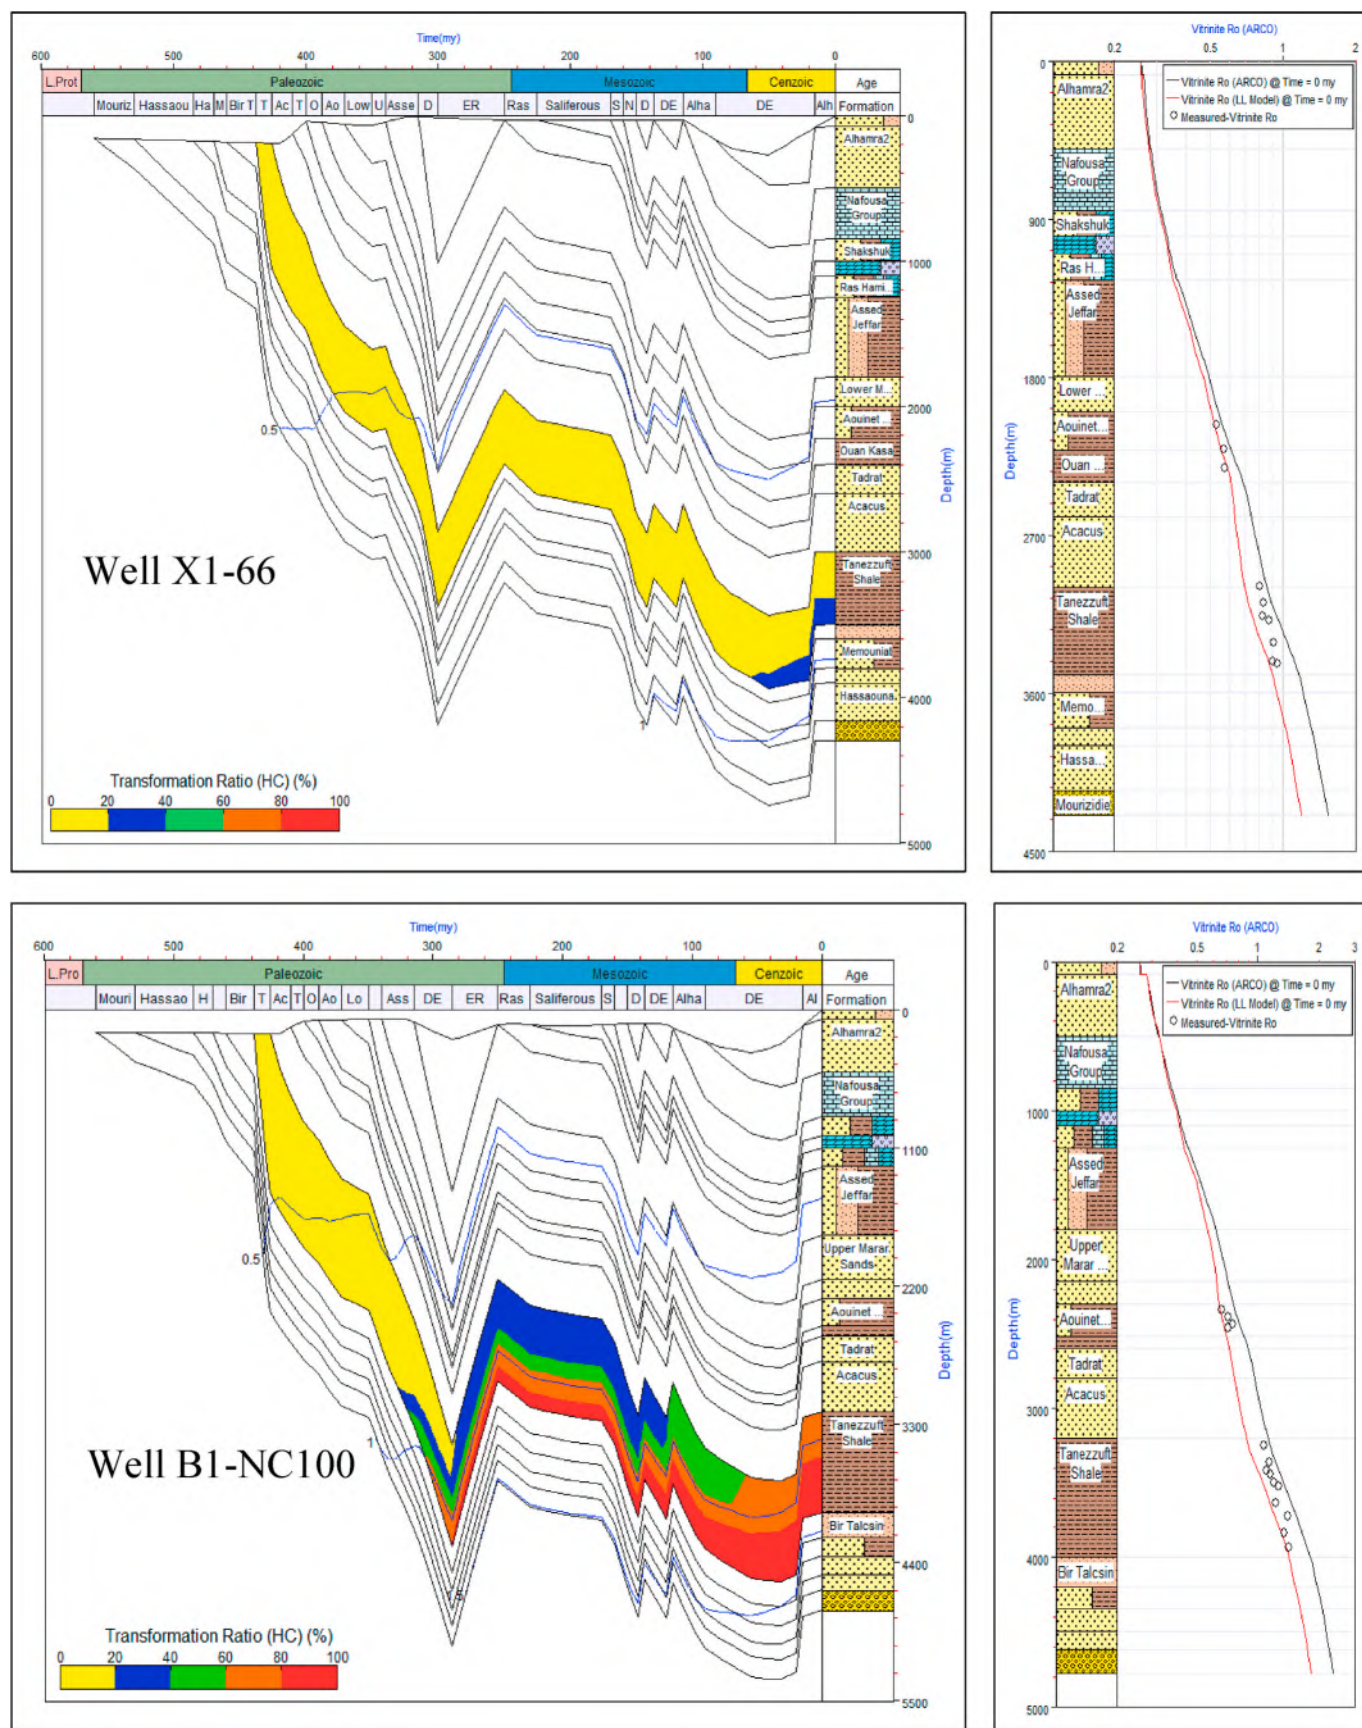 Time(my)
600 500 400 300 200 100 0
L.Prot Paleozoic Mesozoic Cenzoic Age
Mouriz Hassaou Ha M Bir T T Ac T O Ao Low U Asse D ER Ras Saliferous S N D DE Alha DE Alh Formation
0
Alhamra2
Nafousa
Group
Shakshuk
1000
Ras Hami...
Assed
Jeffar
Lower M...
2000
Aouinet ...
Ouan Kasa
Tadrat
Acacus
3000
Tanezzuft
Shale
Memouniat
Hassaouna
4000
5000
Depth(m)
0.5
1
Well X1-66
Transformation Ratio (HC) (%)
0 20 40 60 80 100
Vitrinite Ro (ARCO)
0.2 0.5 1 2
Vitrinite Ro (ARCO) @ Time = 0 my
Vitrinite Ro (LL Model) @ Time = 0 my
Measured-Vitrinite Ro
0
Alhamra2
Nafousa
Group
900
Shakshuk
Ras H...
Assed
Jeffar
1800
Lower ...
Aouinet...
Ouan ...
Tadrat
2700
Acacus
Tanezzuft
Shale
3600
Memo...
Hassa...
Mourizidie
4500
Depth(m)
Time(my)
600 500 400 300 200 100 0
L.Pro Paleozoic Mesozoic Cenzoic Age
Mouri Hassao H Bir T Ac T O Ao Lo Ass DE ER Ras Saliferous S D DE Alha DE Al Formation
0
Alhamra2
Nafousa
Group
1100
Assed
Jeffar
Upper Marar
Sands
2200
Aouinet ...
Tadrat
Acacus
3300
Tanezzuft
Shale
Bir Talcsin
4400
5500
Depth(m)
0.5
1
Well B1-NC100
Transformation Ratio (HC) (%)
0 20 40 60 80 100
Vitrinite Ro (ARCO)
0.2 0.5 1 2 3
Vitrinite Ro (ARCO) @ Time = 0 my
Vitrinite Ro (LL Model) @ Time = 0 my
Measured-Vitrinite Ro
0
Alhamra2
Nafousa
Group
1000
Assed
Jeffar
Upper
Marar ...
2000
Aouinet...
Tadrat
Acacus
3000
Tanezzuft
Shale
4000
Bir Talcsin
5000
Depth(m)